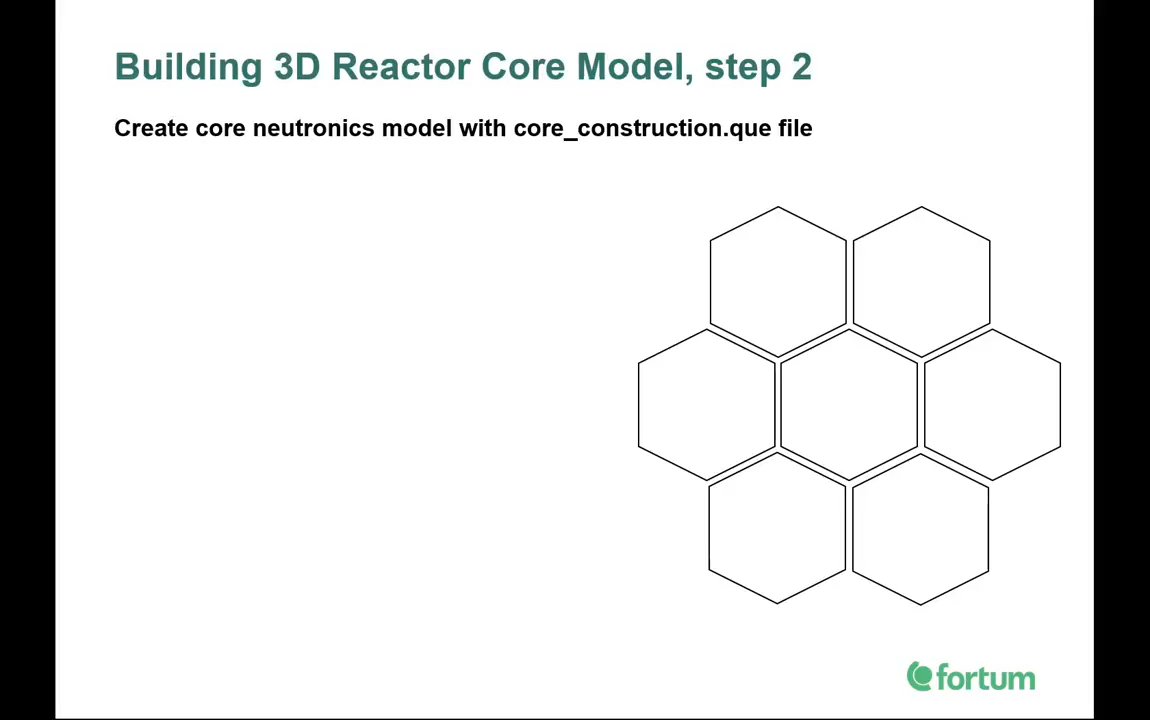 Building 3D Reactor Core Model, step 2
Create core neutronics model with core_construction.que file
fortum